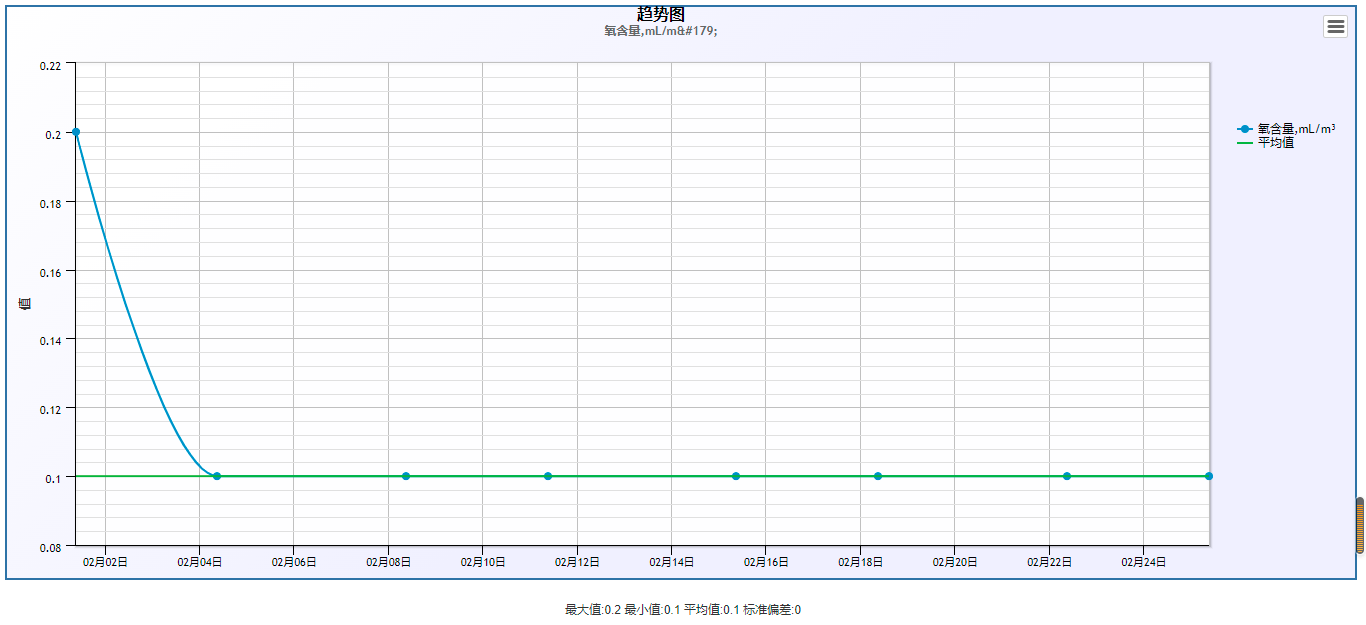 趋势图
氧含量,mL/m&#179;
0.22
0.2
0.18
0.16
0.14
0.12
0.1
0.08
值
02月02日
02月04日
02月06日
02月08日
02月10日
02月12日
02月14日
02月16日
02月18日
02月20日
02月22日
02月24日
氧含量,mL/m³
平均值
最大值:0.2 最小值:0.1 平均值:0.1 标准偏差:0